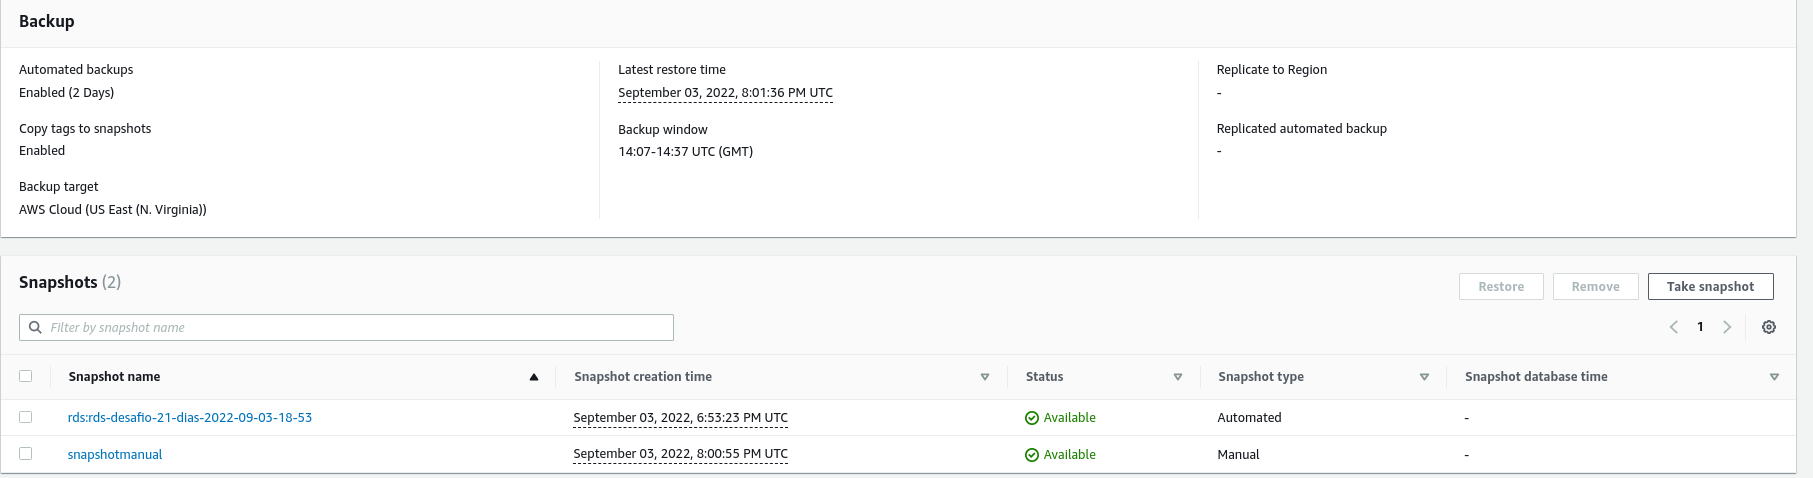 Backup
Automated backups
Enabled (2 Days)
Copy tags to snapshots
Enabled
Backup target
AWS Cloud (US East (N. Virginia))
Latest restore time
September 03, 2022, 8:01:36 PM UTC
Backup window
14:07-14:37 UTC (GMT)
Replicate to Region
-
Replicated automated backup
-
Snapshots (2)
Restore Remove Take snapshot
Filter by snapshot name
1
Snapshot name Snapshot creation time Status Snapshot type Snapshot database time
rds:rds-desafio-21-dias-2022-09-03-18-53 September 03, 2022, 6:53:23 PM UTC Available Automated -
snapshotmanual September 03, 2022, 8:00:55 PM UTC Available Manual -